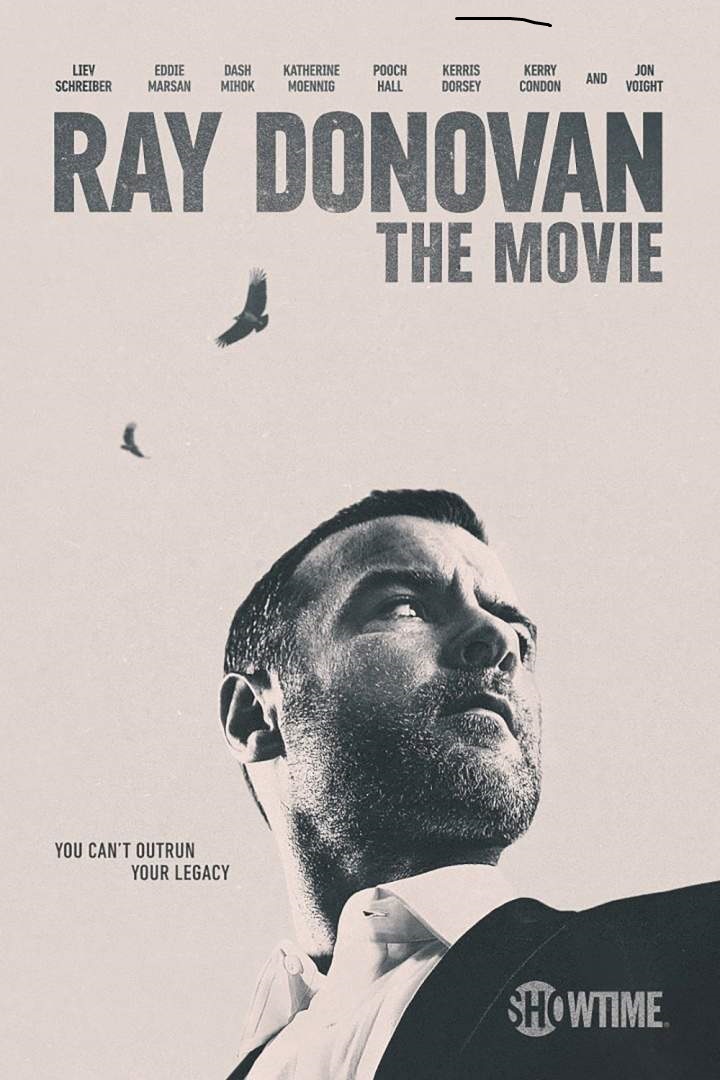 LIEV EDDIE DASH KATHERINE POOCH KERRIS KERRY AND JON
SCHREIBER MARSAN MIHOK MOENNIG HALL DORSEY CONDON VOIGHT
RAY DONOVAN
THE MOVIE
YOU CAN'T OUTRUN
YOUR LEGACY
SHOWTIME